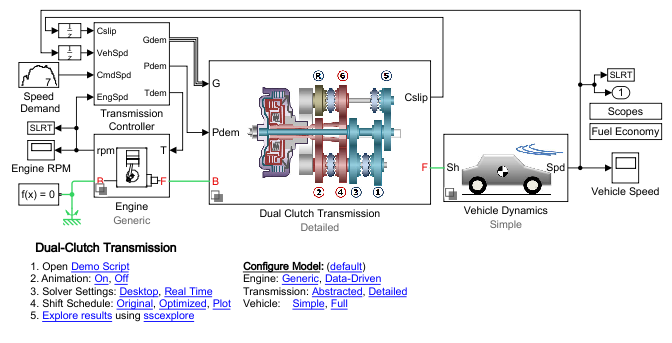 1
z
Cslip
1
z
VehSpd
7
CmdSpd
Speed
Demand
EngSpd
Gdem
Pdem
Tdem
Transmission
Controller
SLRT
Engine RPM
rpm
T
B
F
Engine
Generic
f(x) = 0
G
Pdem
B
R
6
5
2
4
3
1
Cslip
F
Dual Clutch Transmission
Detailed
Sh
Spd
Vehicle Dynamics
Simple
SLRT
1
Scopes
Fuel Economy
Vehicle Speed
Dual-Clutch Transmission
1. Open Demo Script
2. Animation: On, Off
3. Solver Settings: Desktop, Real Time
4. Shift Schedule: Original, Optimized, Plot
5. Explore results using sscexplore
Configure Model: (default)
Engine: Generic, Data-Driven
Transmission: Abstracted, Detailed
Vehicle: Simple, Full